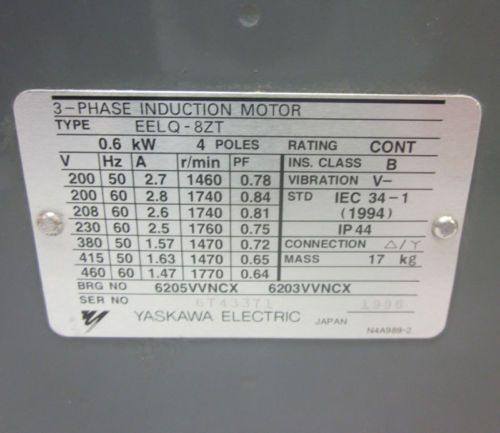 3-PHASE INDUCTION MOTOR
TYPE EELQ-8ZT
0.6 kW 4 POLES RATING CONT
V Hz A r/min PF INS. CLASS B
200 50 2.7 1460 0.78 VIBRATION V-
200 60 2.8 1740 0.84 STD IEC 34-1
208 60 2.6 1740 0.81 (1994)
230 60 2.5 1760 0.75 IP44
380 50 1.57 1470 0.72 CONNECTION △/Y
415 50 1.63 1470 0.65 MASS 17 kg
460 60 1.47 1770 0.64
BRG NO 6205VVNCX 6203VVNCX
SER NO 6T43371 1996
YASKAWA ELECTRIC JAPAN N4A989-2